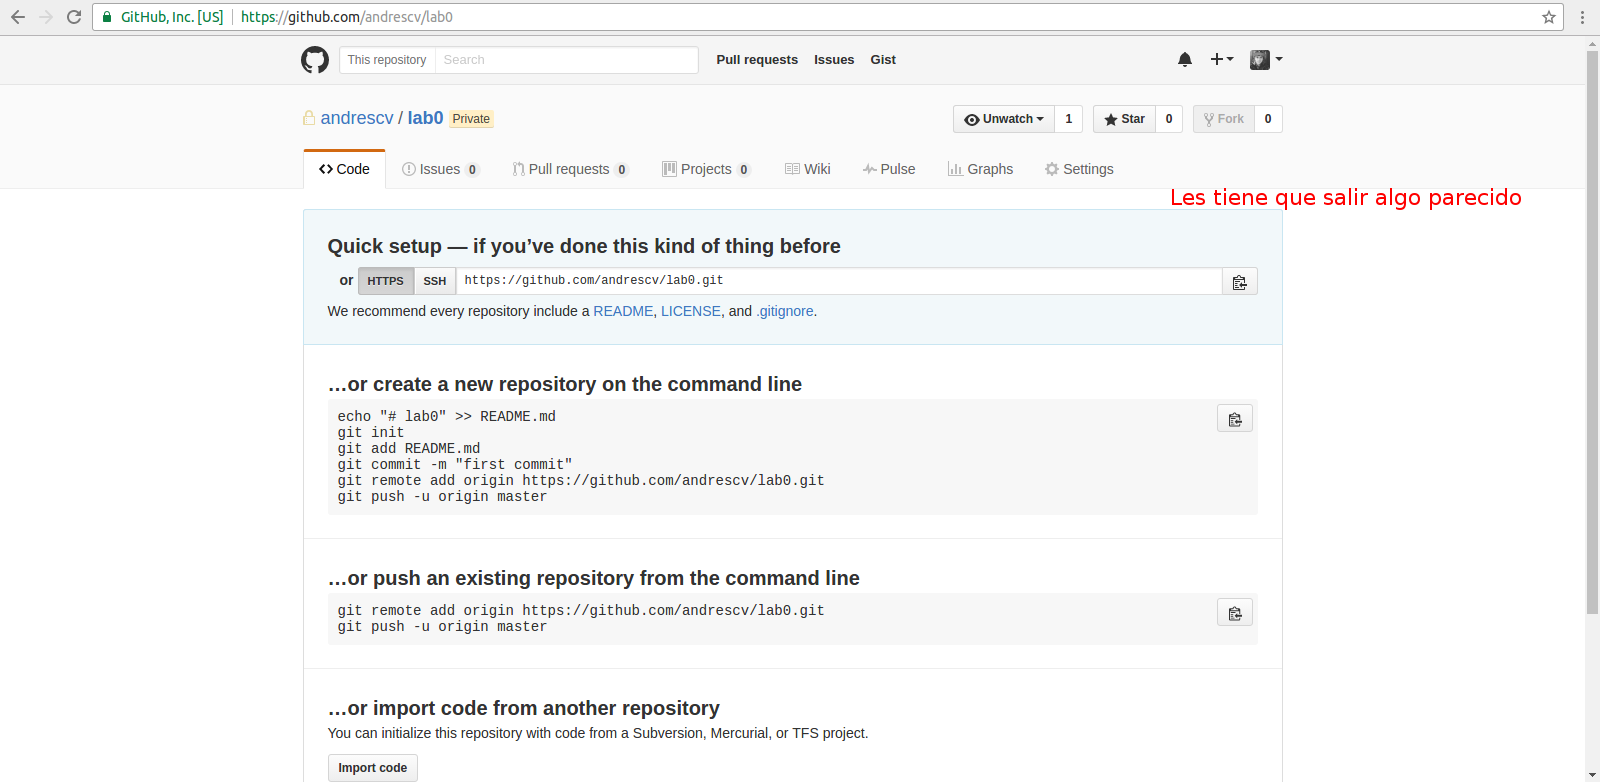 GitHub, Inc. [US] https://github.com/andrescv/lab0
This repository Search Pull requests Issues Gist
andrescv / lab0 Private Unwatch 1 Star 0 Fork 0
Code Issues 0 Pull requests 0 Projects 0 Wiki Pulse Graphs Settings
Les tiene que salir algo parecido
Quick setup — if you’ve done this kind of thing before
or HTTPS SSH https://github.com/andrescv/lab0.git
We recommend every repository include a README, LICENSE, and .gitignore.
…or create a new repository on the command line
echo "# lab0" >> README.md
git init
git add README.md
git commit -m "first commit"
git remote add origin https://github.com/andrescv/lab0.git
git push -u origin master
…or push an existing repository from the command line
git remote add origin https://github.com/andrescv/lab0.git
git push -u origin master
…or import code from another repository
You can initialize this repository with code from a Subversion, Mercurial, or TFS project.
Import code